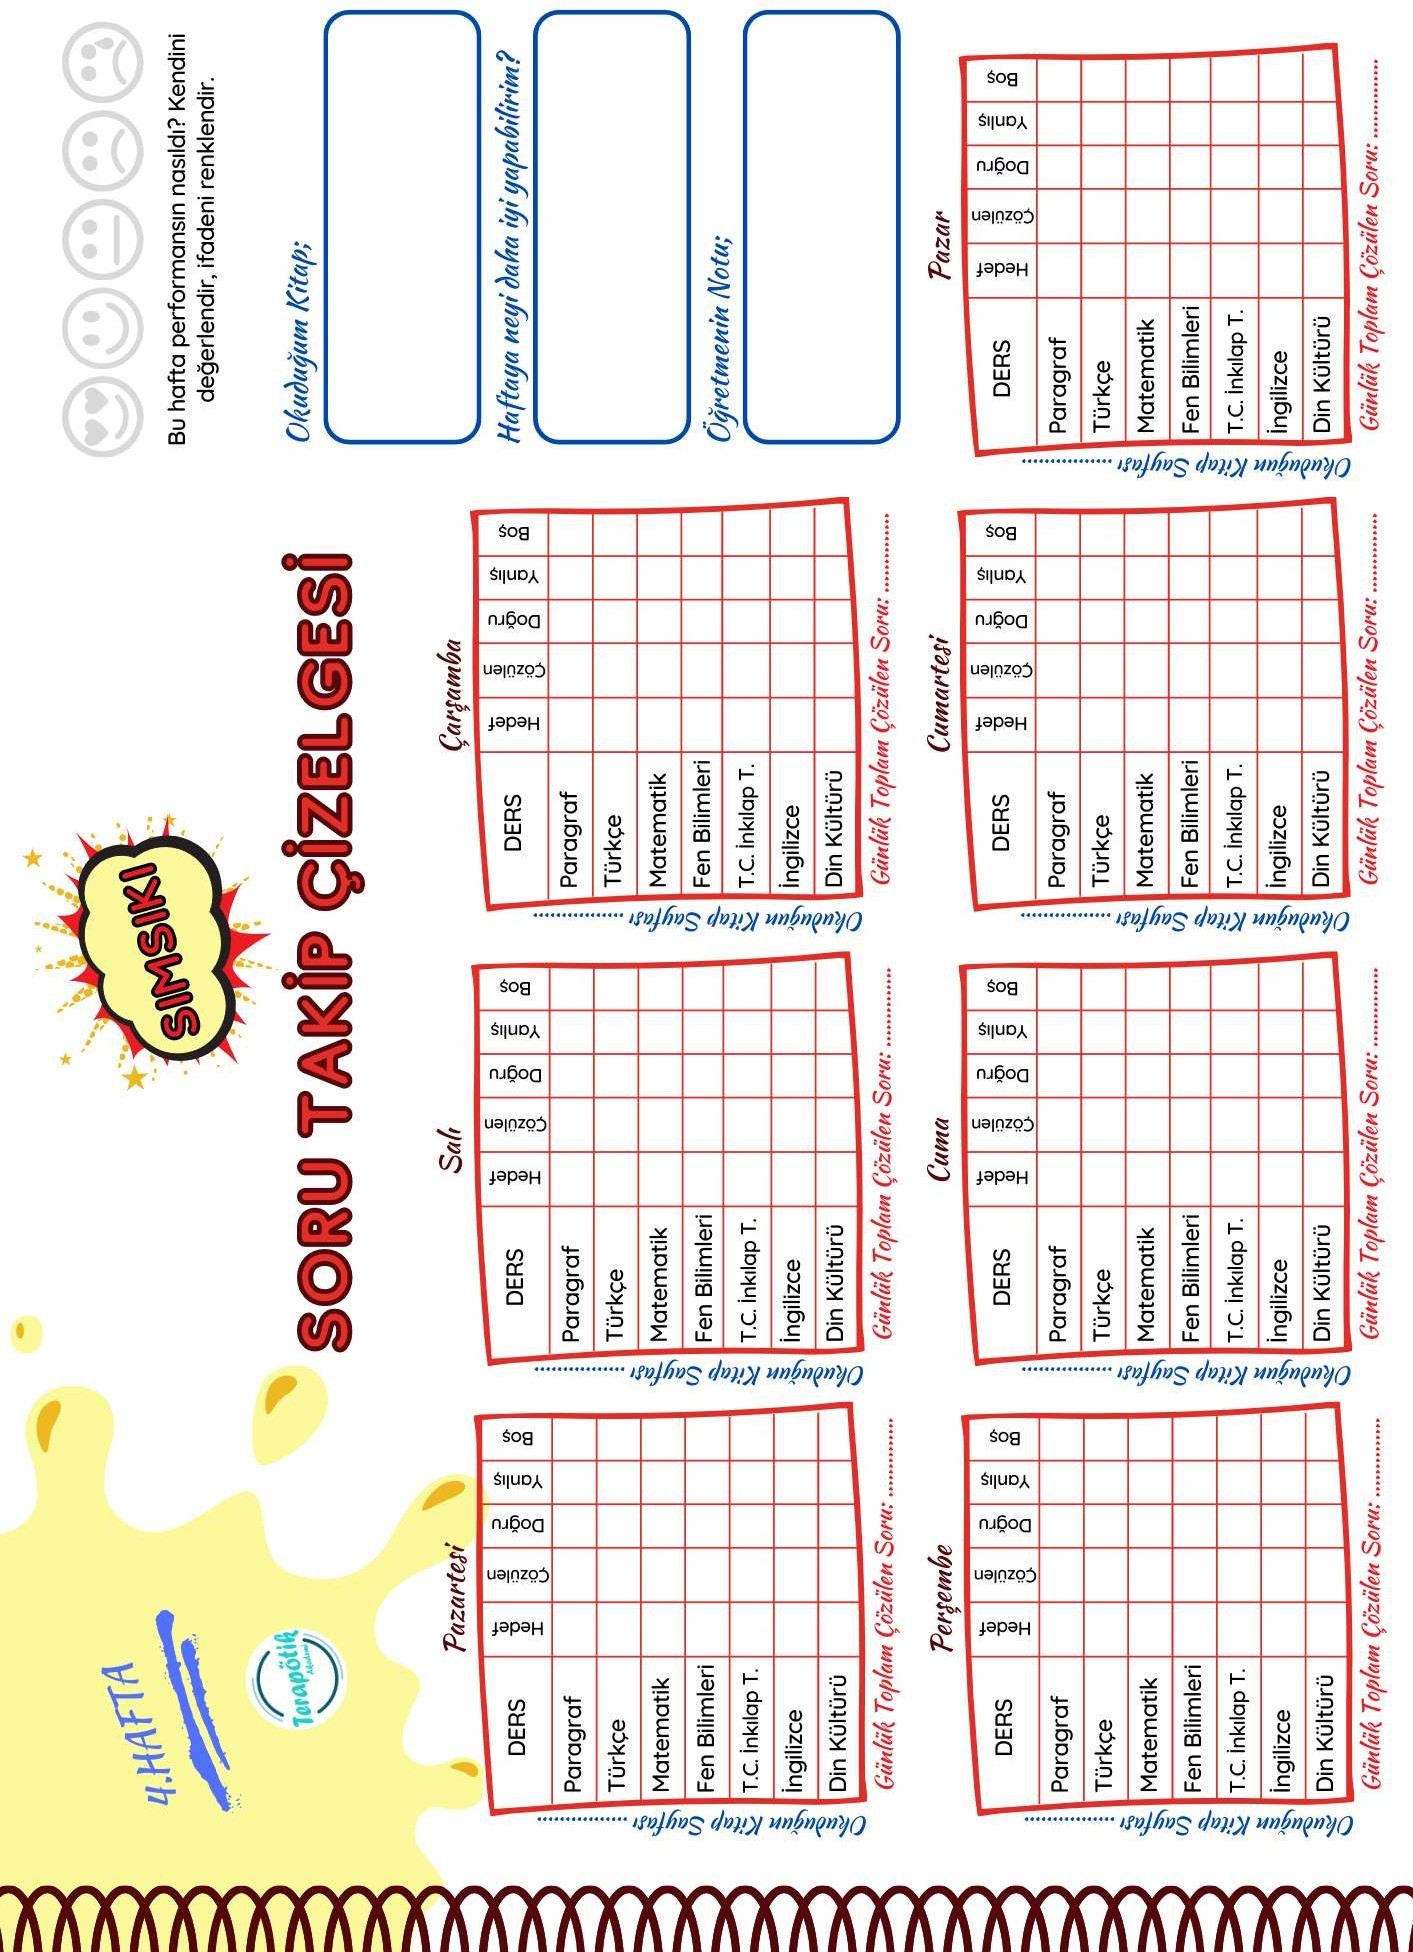 4.HAFTA
Terapötik
Akademi
SIMSIKI
SORU TAKİP ÇİZELGESİ
Bu hafta performansın nasıldı? Kendini
değerlendir, ifadeni renklendir.
Okuduğum Kitap;
Haftaya neyi daha iyi yapabilirim?
Öğretmenin Notu;
Pazartesi
Okuduğun Kitap Sayfası ..................
DERS Hedef Çözülen Doğru Yanlış Boş
Paragraf
Türkçe
Matematik
Fen Bilimleri
T.C. İnkılap T.
İngilizce
Din Kültürü
Günlük Toplam Çözülen Soru: ...............
Salı
Okuduğun Kitap Sayfası ..................
DERS Hedef Çözülen Doğru Yanlış Boş
Paragraf
Türkçe
Matematik
Fen Bilimleri
T.C. İnkılap T.
İngilizce
Din Kültürü
Günlük Toplam Çözülen Soru: ...............
Çarşamba
Okuduğun Kitap Sayfası ..................
DERS Hedef Çözülen Doğru Yanlış Boş
Paragraf
Türkçe
Matematik
Fen Bilimleri
T.C. İnkılap T.
İngilizce
Din Kültürü
Günlük Toplam Çözülen Soru: ...............
Perşembe
Okuduğun Kitap Sayfası ..................
DERS Hedef Çözülen Doğru Yanlış Boş
Paragraf
Türkçe
Matematik
Fen Bilimleri
T.C. İnkılap T.
İngilizce
Din Kültürü
Günlük Toplam Çözülen Soru: ...............
Cuma
Okuduğun Kitap Sayfası ..................
DERS Hedef Çözülen Doğru Yanlış Boş
Paragraf
Türkçe
Matematik
Fen Bilimleri
T.C. İnkılap T.
İngilizce
Din Kültürü
Günlük Toplam Çözülen Soru: ...............
Cumartesi
Okuduğun Kitap Sayfası ..................
DERS Hedef Çözülen Doğru Yanlış Boş
Paragraf
Türkçe
Matematik
Fen Bilimleri
T.C. İnkılap T.
İngilizce
Din Kültürü
Günlük Toplam Çözülen Soru: ...............
Pazar
Okuduğun Kitap Sayfası ..................
DERS Hedef Çözülen Doğru Yanlış Boş
Paragraf
Türkçe
Matematik
Fen Bilimleri
T.C. İnkılap T.
İngilizce
Din Kültürü
Günlük Toplam Çözülen Soru: ...............